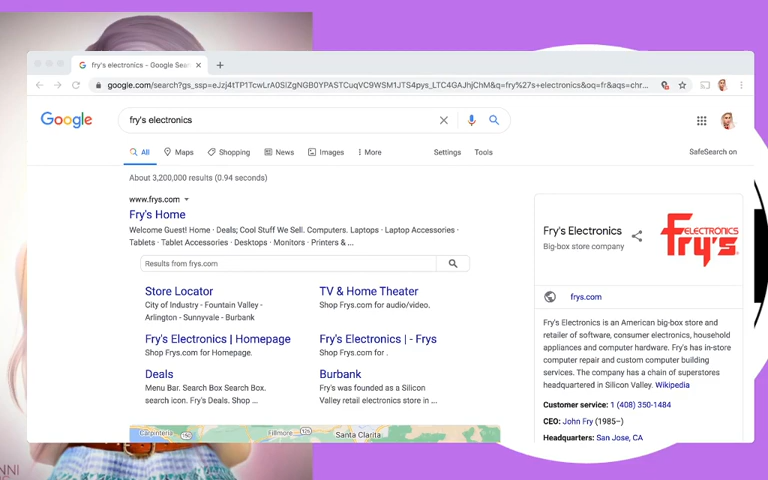 fry's electronics - Google Sear
google.com/search?gs_ssp=eJzj4tTP1TcwLrA0SIZgNGB0YPASTCuqVC9WSM1JTS4pys_LTC4GAJhjChM&q=fry%27s+electronics&oq=fr&aqs=chr...
Google
fry's electronics
All Maps Shopping News Images More Settings Tools SafeSearch on
About 3,200,000 results (0.94 seconds)
www.frys.com
Fry's Home
Welcome Guest! Home · Deals; Cool Stuff We Sell. Computers. Laptops · Laptop Accessories ·
Tablets · Tablet Accessories · Desktops · Monitors · Printers & ...
Results from frys.com
Store Locator
City of Industry - Fountain Valley -
Arlington - Sunnyvale - Burbank
TV & Home Theater
Shop Frys.com for audio/video.
Fry's Electronics | Homepage
Shop Frys.com for Homepage.
Fry's Electronics | - Frys
Shop Frys.com for .
Deals
Menu Bar. Search Box Search Box.
search icon. Fry's Deals. Shop ...
Burbank
Fry's was founded as a Silicon
Valley retail electronics store in ...
Carpinteria
150
Fillmore
126
Santa Clarita
Fry's Electronics
Big-box store company
Fry's ELECTRONICS
frys.com
Fry's Electronics is an American big-box store and
retailer of software, consumer electronics, household
appliances and computer hardware. Fry's has in-store
computer repair and custom computer building
services. The company has a chain of superstores
headquartered in Silicon Valley. Wikipedia
Customer service: 1 (408) 350-1484
CEO: John Fry (1985–)
Headquarters: San Jose, CA